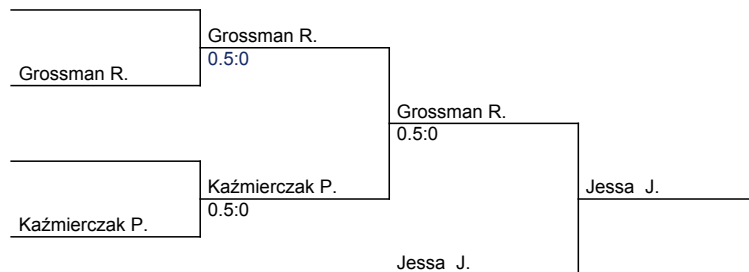 Grossman R.
0.5:0
Grossman R.
Grossman R.
0.5:0
Kaźmierczak P.
Jessa J.
0.5:0
Kaźmierczak P.
Jessa J.